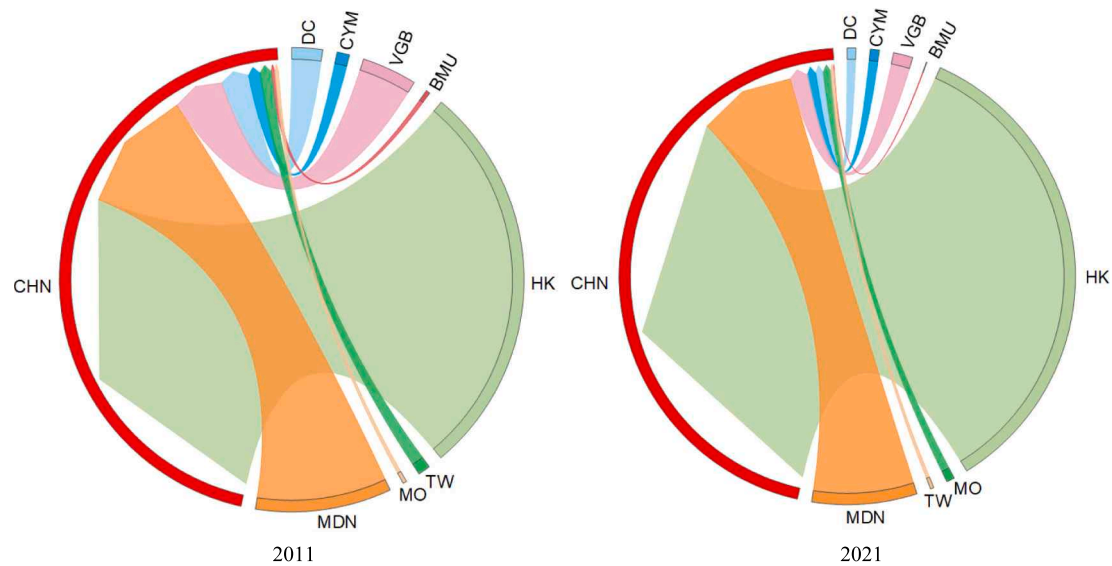 DC
CYM
VGB
BMU
CHN
HK
TW
MO
MDN
2011
DC
CYM
VGB
BMU
CHN
HK
MO
TW
MDN
2021